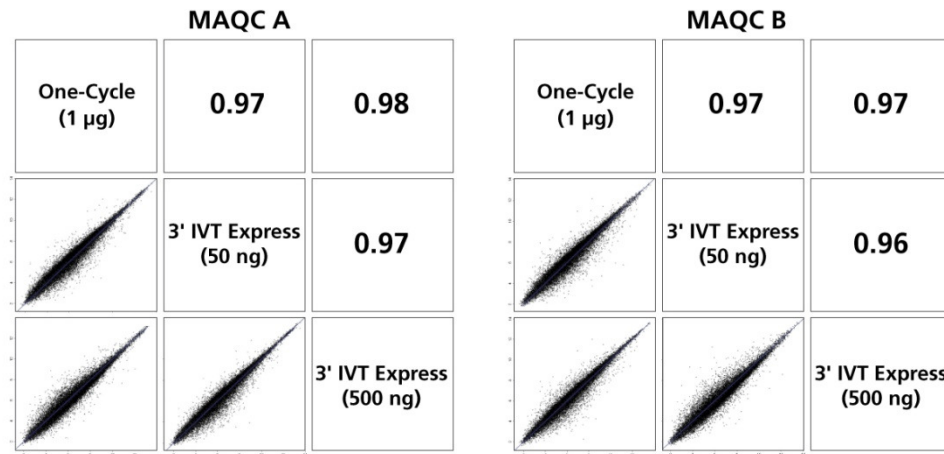 MAQC A
One-Cycle
(1 µg)
0.97
0.98
3' IVT Express
(50 ng)
0.97
3' IVT Express
(500 ng)
MAQC B
One-Cycle
(1 µg)
0.97
0.97
3' IVT Express
(50 ng)
0.96
3' IVT Express
(500 ng)